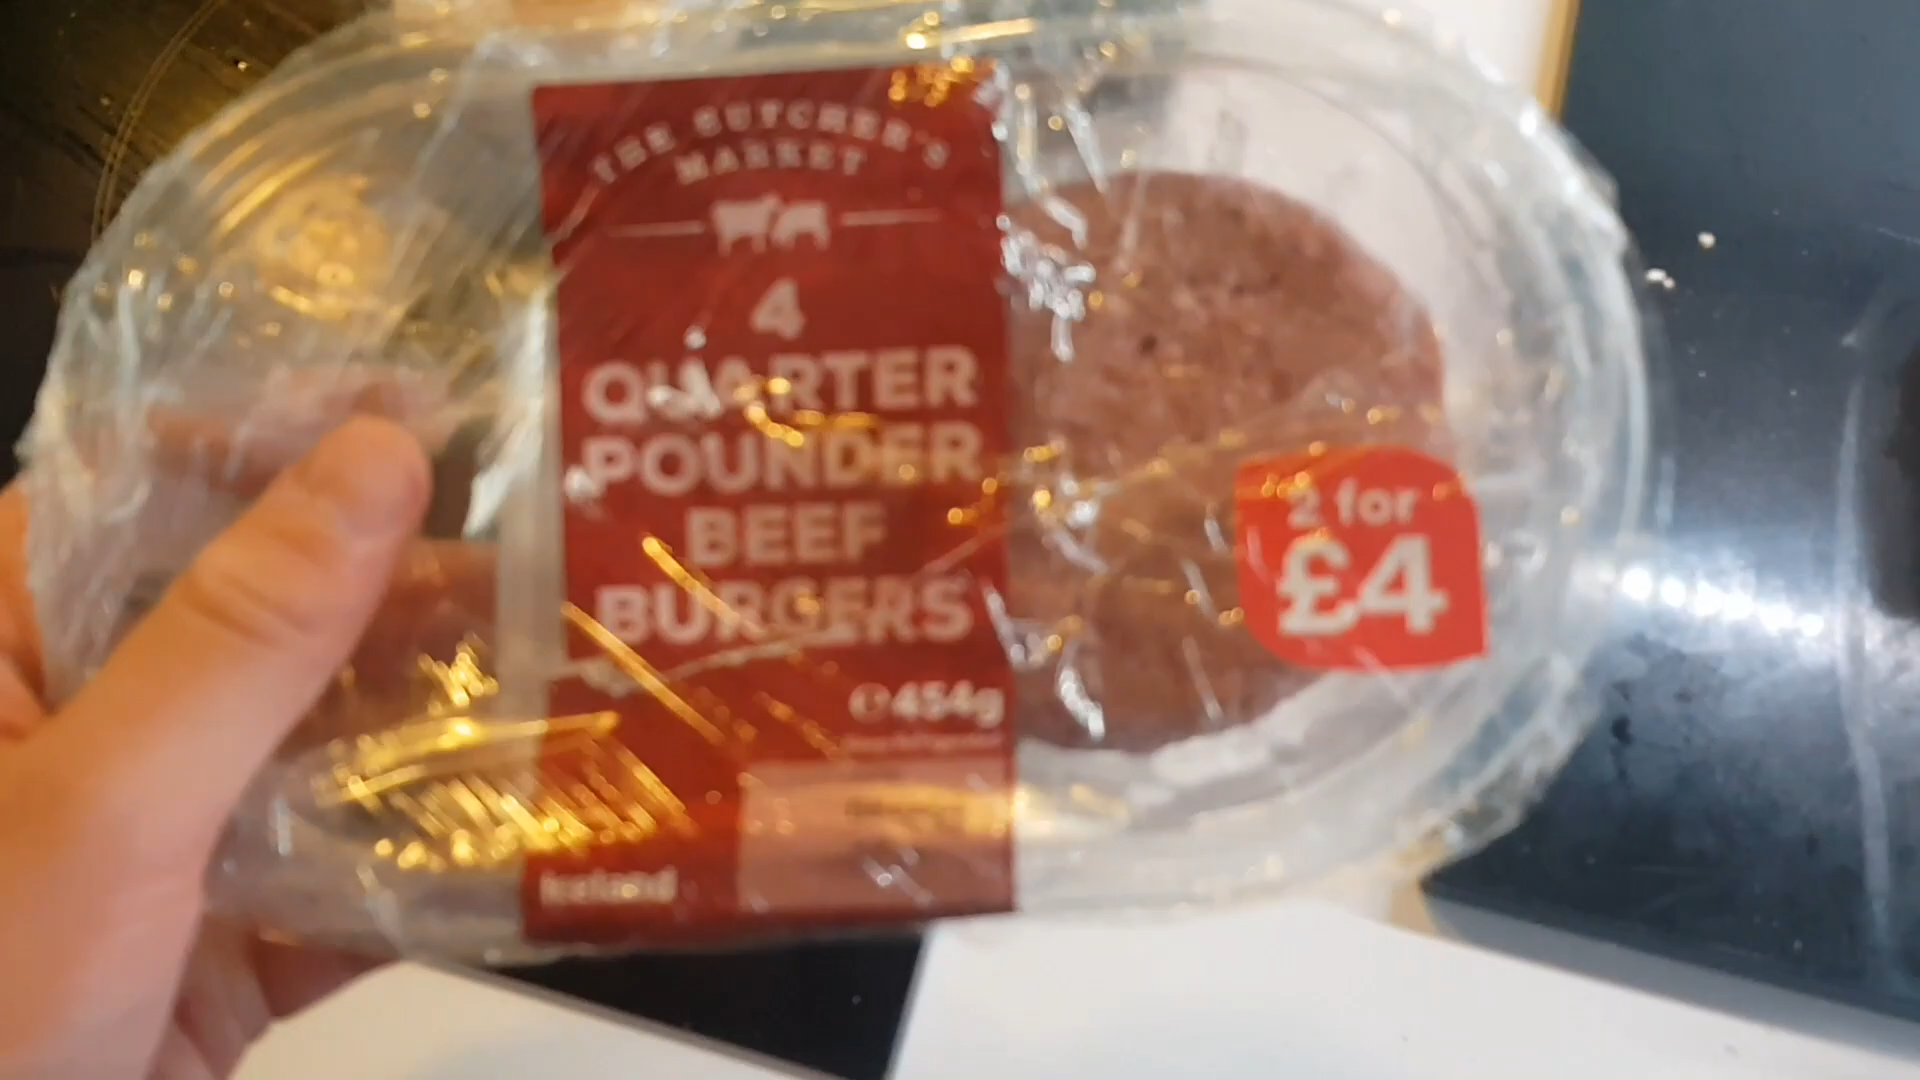 THE BUTCHER'S
MARKET
4
QUARTER
POUNDER
BEEF
BURGERS
℮454g
Iceland
2 for
£4